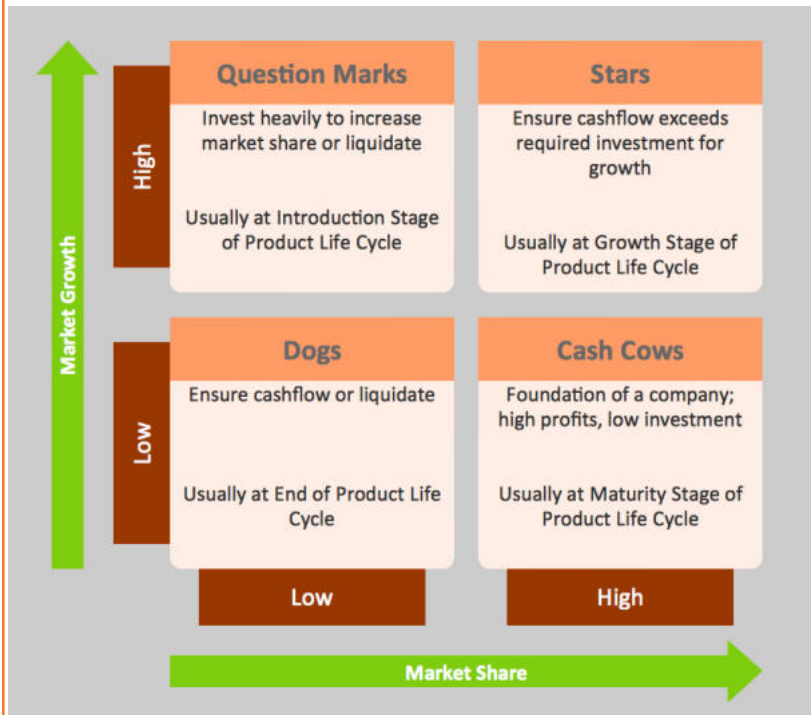 Market Growth
High
Question Marks
Invest heavily to increase
market share or liquidate
Usually at Introduction Stage
of Product Life Cycle
Stars
Ensure cashflow exceeds
required investment for
growth
Usually at Growth Stage of
Product Life Cycle
Low
Dogs
Ensure cashflow or liquidate
Usually at End of Product Life
Cycle
Cash Cows
Foundation of a company;
high profits, low investment
Usually at Maturity Stage of
Product Life Cycle
Low
High
Market Share